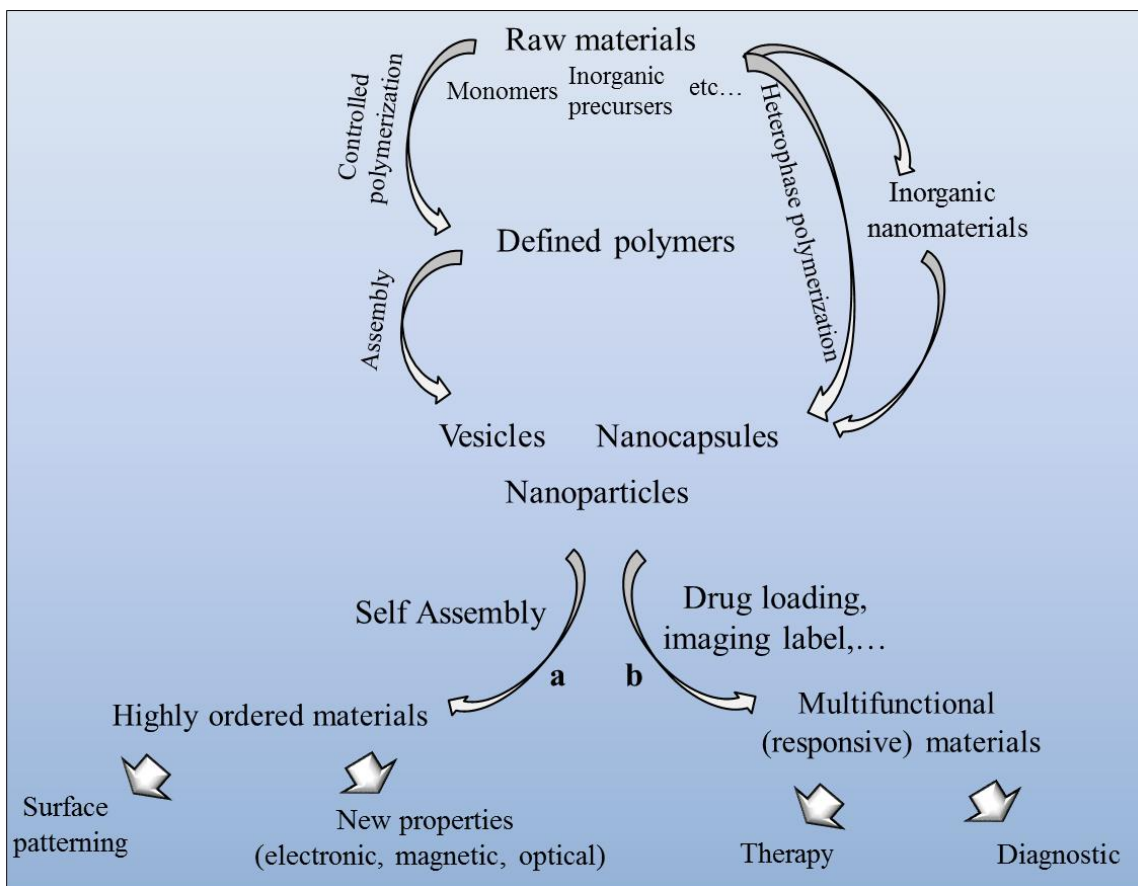 Raw materials
Monomers
Inorganic
precursers
etc…
Controlled
polymerization
Heterophase polymerization
Inorganic
nanomaterials
Defined polymers
Assembly
Vesicles
Nanocapsules
Nanoparticles
Self Assembly
Drug loading,
imaging label,…
a
b
Highly ordered materials
Multifunctional
(responsive) materials
Surface
patterning
New properties
(electronic, magnetic, optical)
Therapy
Diagnostic